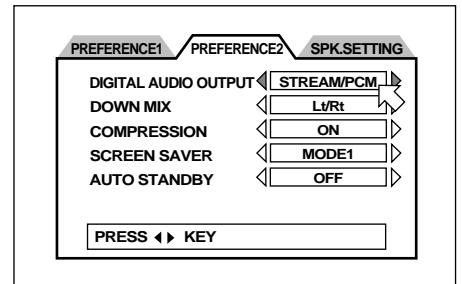 PREFERENCE1 PREFERENCE2 SPK.SETTING
DIGITAL AUDIO OUTPUT STREAM/PCM
DOWN MIX Lt/Rt
COMPRESSION ON
SCREEN SAVER MODE1
AUTO STANDBY OFF
PRESS KEY